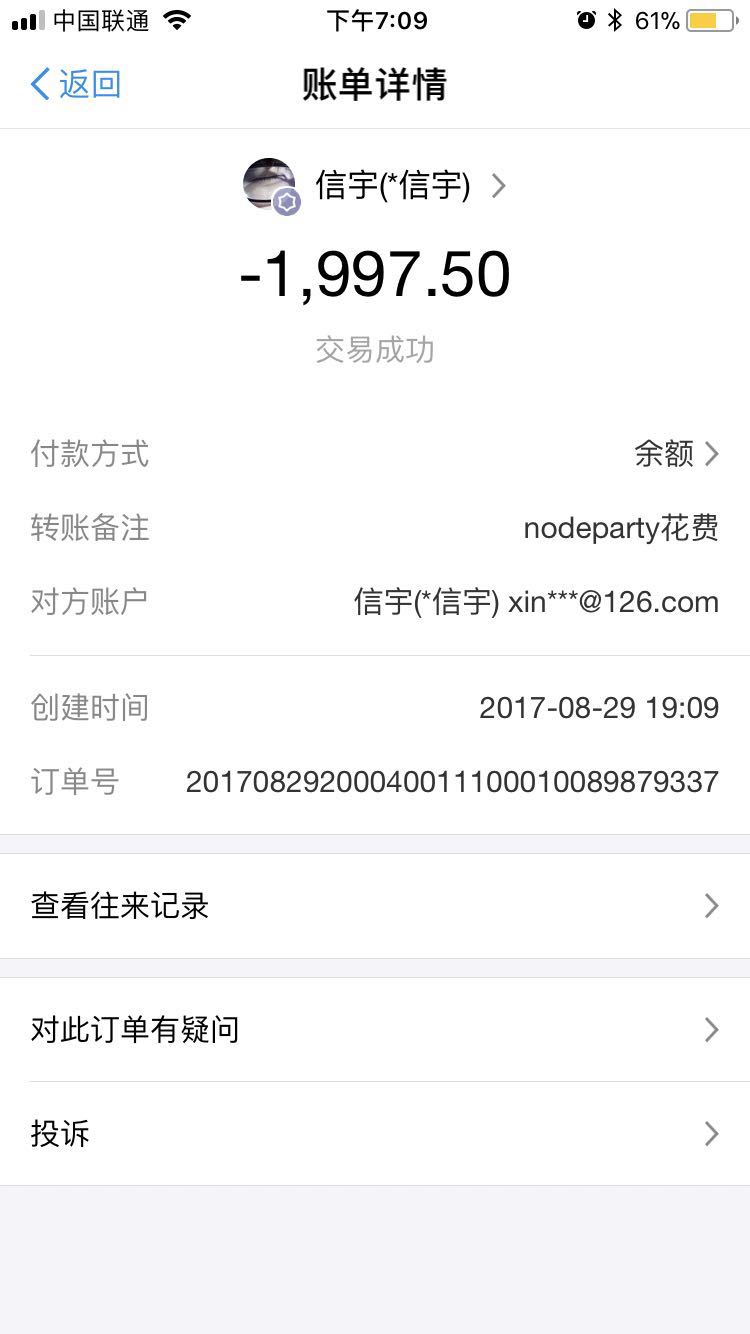 中国联通 下午7:09 61%
返回 账单详情
信宇(*信宇)
-1,997.50
交易成功
付款方式 余额
转账备注 nodeparty花费
对方账户 信宇(*信宇) xin***@126.com
创建时间 2017-08-29 19:09
订单号 20170829200040011100010089879337
查看往来记录
对此订单有疑问
投诉